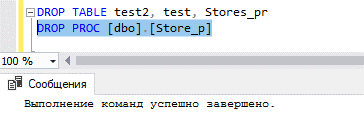 DROP TABLE test2, test, Stores_pr
DROP PROC [dbo].[Store_p]
100 %
Сообщения
Выполнение команд успешно завершено.